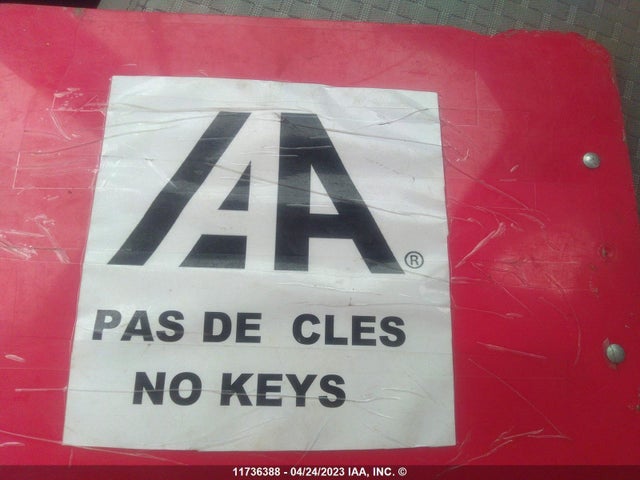 IAA®
PAS DE CLES
NO KEYS
11736388 - 04/24/2023 IAA, INC. ©